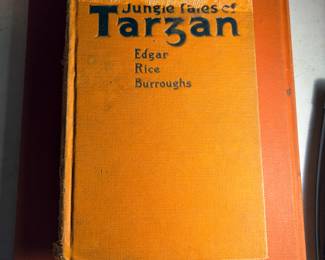 Jungle Tales of
Tarzan
Edgar
Rice
Burroughs